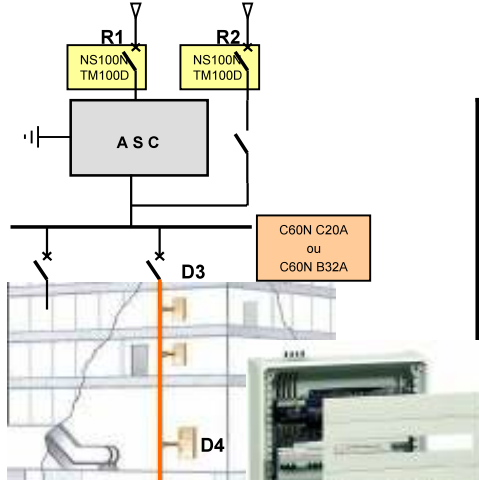 R1
R2
NS100N
TM100D
NS100N
TM100D
A S C
C60N C20A
ou
C60N B32A
D3
D4